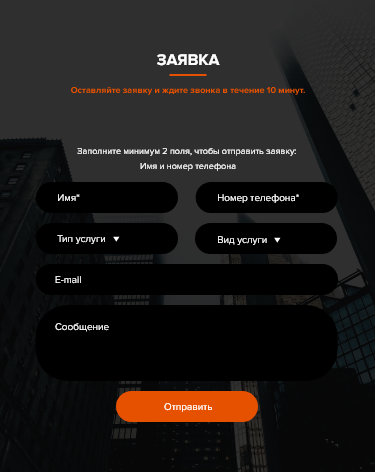 ЗАЯВКА
Оставляйте заявку и ждите звонка в течение 10 минут.
Заполните минимум 2 поля, чтобы отправить заявку:
Имя и номер телефона
Имя*
Номер телефона*
Тип услуги
Вид услуги
E-mail
Сообщение
Отправить